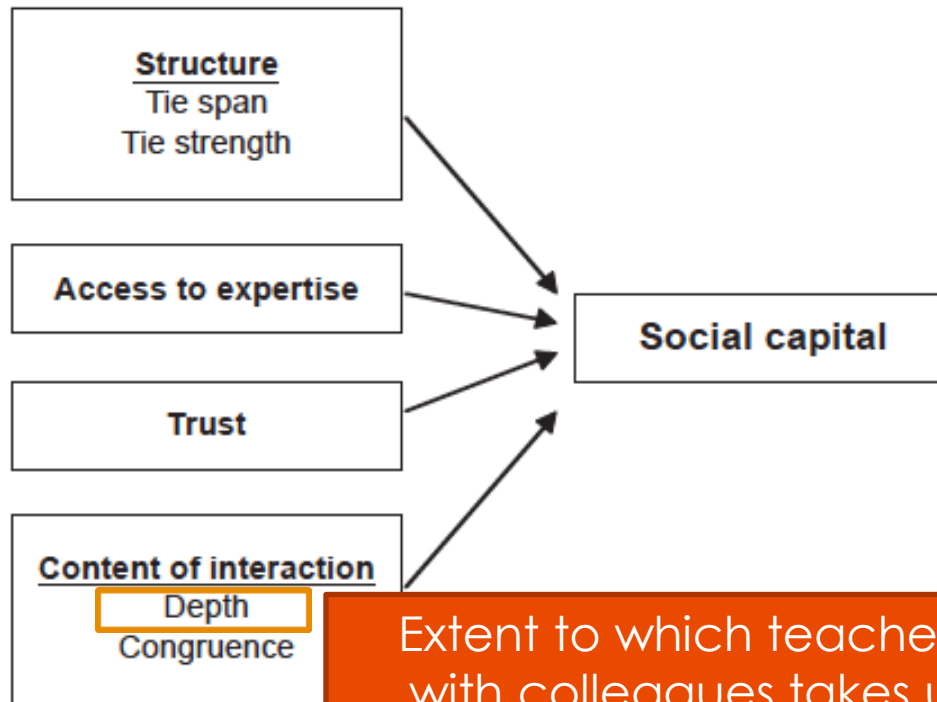 Structure
Tie span
Tie strength
Access to expertise
Trust
Social capital
Content of interaction
Depth
Congruence
Extent to which
with colleagues takes